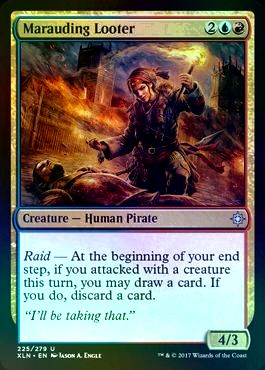 Marauding Looter 2
Creature — Human Pirate
Raid — At the beginning of your end
step, if you attacked with a creature
this turn, you may draw a card. If
you do, discard a card.
"I'll be taking that."
4/3
225/279 U
XLN • EN Jason A. Engle
™ & © 2017 Wizards of the Coast